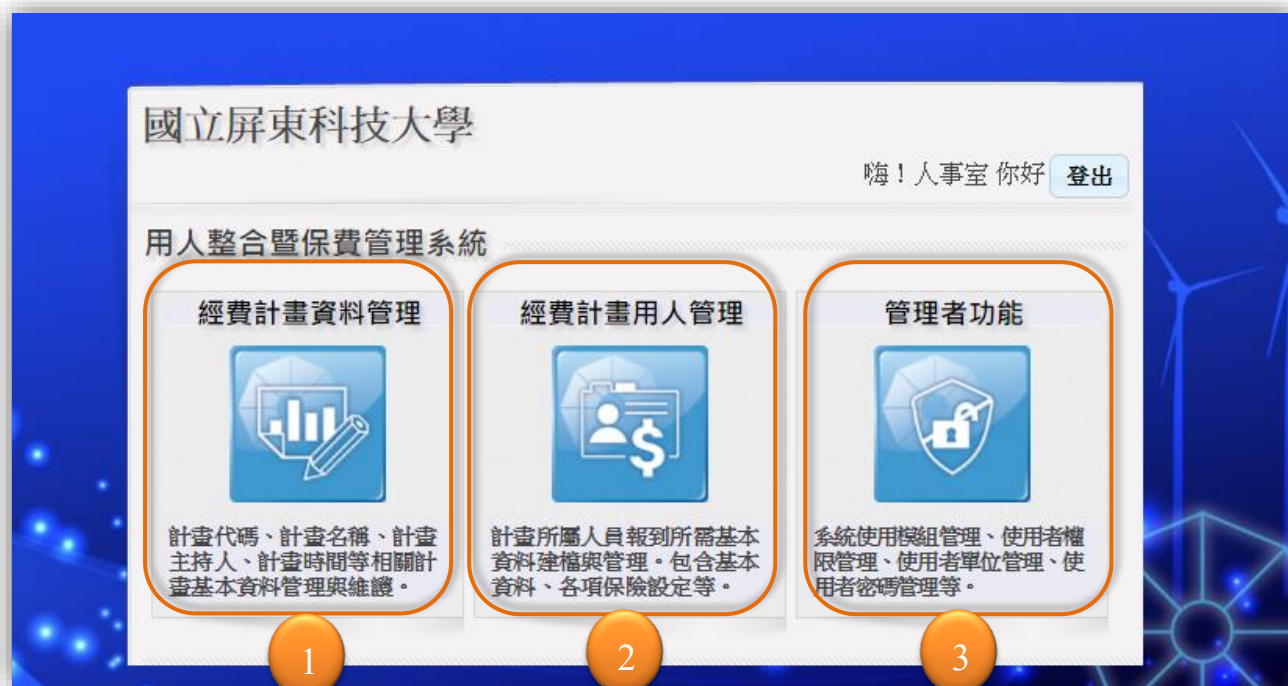 國立屏東科技大學
嗨！人事室 你好 登出
用人整合暨保費管理系統
經費計畫資料管理
計畫代碼、計畫名稱、計畫
主持人、計畫時間等相關計
畫基本資料管理與維護。
1
經費計畫用人管理
計畫所屬人員報到所需基本
資料建檔與管理。包含基本
資料、各項保險設定等。
2
管理者功能
系統使用模組管理、使用者權
限管理、使用者單位管理、使
用者密碼管理等。
3